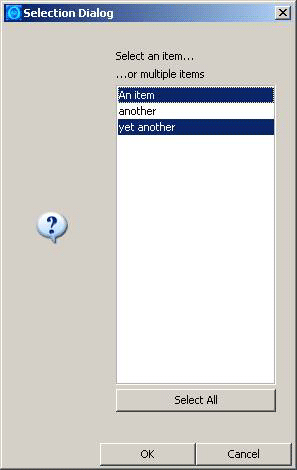 Selection Dialog
Select an item...
...or multiple items
An item
another
yet another
?
Select All
OK
Cancel